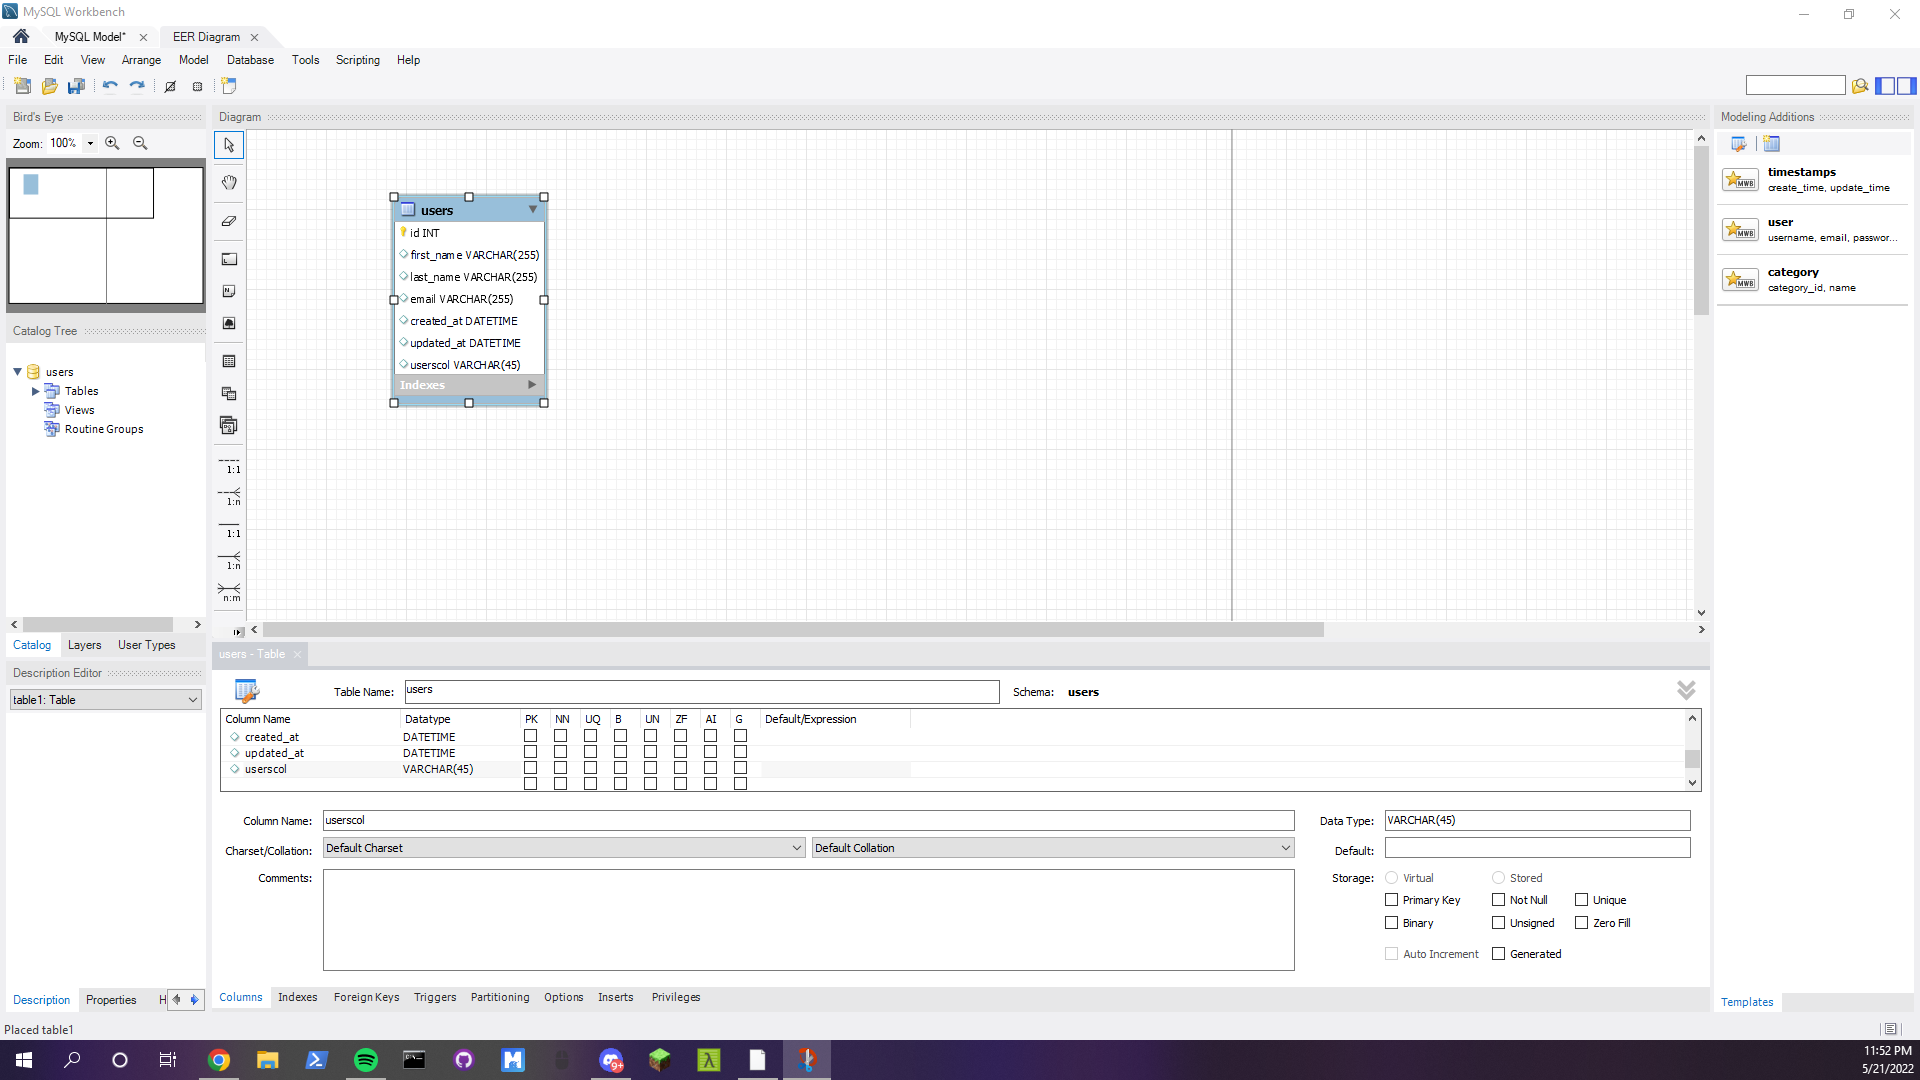 MySQL Workbench
MySQL Model*
EER Diagram
File Edit View Arrange Model Database Tools Scripting Help
Bird's Eye
Zoom: 100%
Diagram
users
id INT
first_name VARCHAR(255)
last_name VARCHAR(255)
email VARCHAR(255)
created_at DATETIME
updated_at DATETIME
userscol VARCHAR(45)
Indexes
1:1
1:n
1:1
1:n
n:m
Modeling Additions
MWB
timestamps
create_time, update_time
MWB
user
username, email, passwor...
MWB
category
category_id, name
Templates
Catalog Tree
users
Tables
Views
Routine Groups
Catalog Layers User Types
Description Editor
table1: Table
Description Properties H
users - Table
Table Name: users
Schema: users
Column Name Datatype PK NN UQ B UN ZF AI G Default/Expression
created_at DATETIME
updated_at DATETIME
userscol VARCHAR(45)
Column Name: userscol
Data Type: VARCHAR(45)
Charset/Collation: Default Charset Default Collation
Default:
Comments:
Storage: Virtual Stored
Primary Key Not Null Unique
Binary Unsigned Zero Fill
Auto Increment Generated
Columns Indexes Foreign Keys Triggers Partitioning Options Inserts Privileges
Placed table1
9+
11:52 PM
5/21/2022